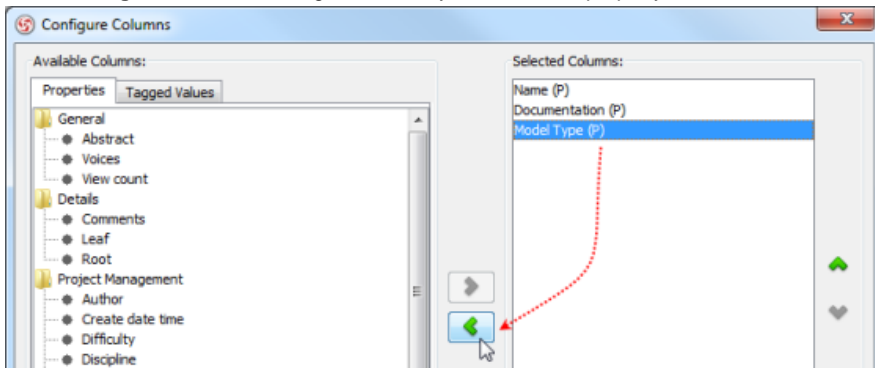 Configure Columns
Available Columns:
Properties
Tagged Values
General
Abstract
Voices
View count
Details
Comments
Leaf
Root
Project Management
Author
Create date time
Difficulty
Discipline
Selected Columns:
Name (P)
Documentation (P)
Model Type (P)